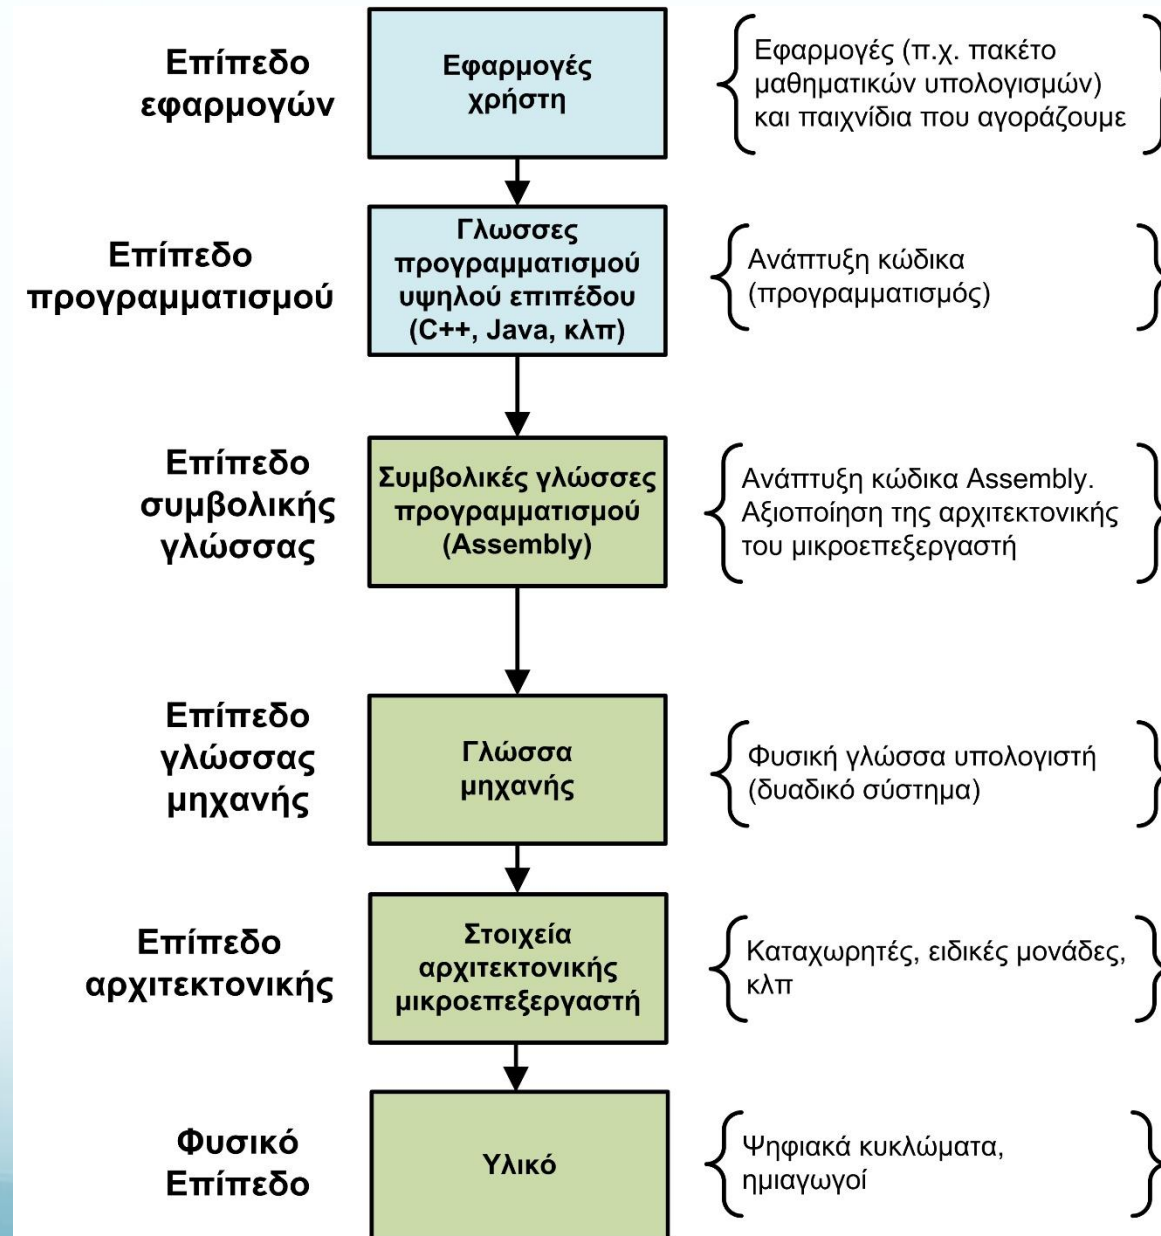 Επίπεδο
εφαρμογών
Εφαρμογές
χρήστη
Εφαρμογές (π.χ. πακέτο
μαθηματικών υπολογισμών)
και παιχνίδια που αγοράζουμε
Επίπεδο
προγραμματισμού
Γλωσσες
προγραμματισμού
υψηλού επιπέδου
(C++, Java, κλπ)
Ανάπτυξη κώδικα
(προγραμματισμός)
Επίπεδο
συμβολικής
γλώσσας
Συμβολικές γλώσσες
προγραμματισμού
(Assembly)
Ανάπτυξη κώδικα Assembly.
Αξιοποίηση της αρχιτεκτονικής
του μικροεπεξεργαστή
Επίπεδο
γλώσσας
μηχανής
Γλώσσα
μηχανής
Φυσική γλώσσα υπολογιστή
(δυαδικό σύστημα)
Επίπεδο
αρχιτεκτονικής
Στοιχεία
αρχιτεκτονικής
μικροεπεξεργαστή
Καταχωρητές, ειδικές μονάδες,
κλπ
Φυσικό
Επίπεδο
Υλικό
Ψηφιακά κυκλώματα,
ημιαγωγοί